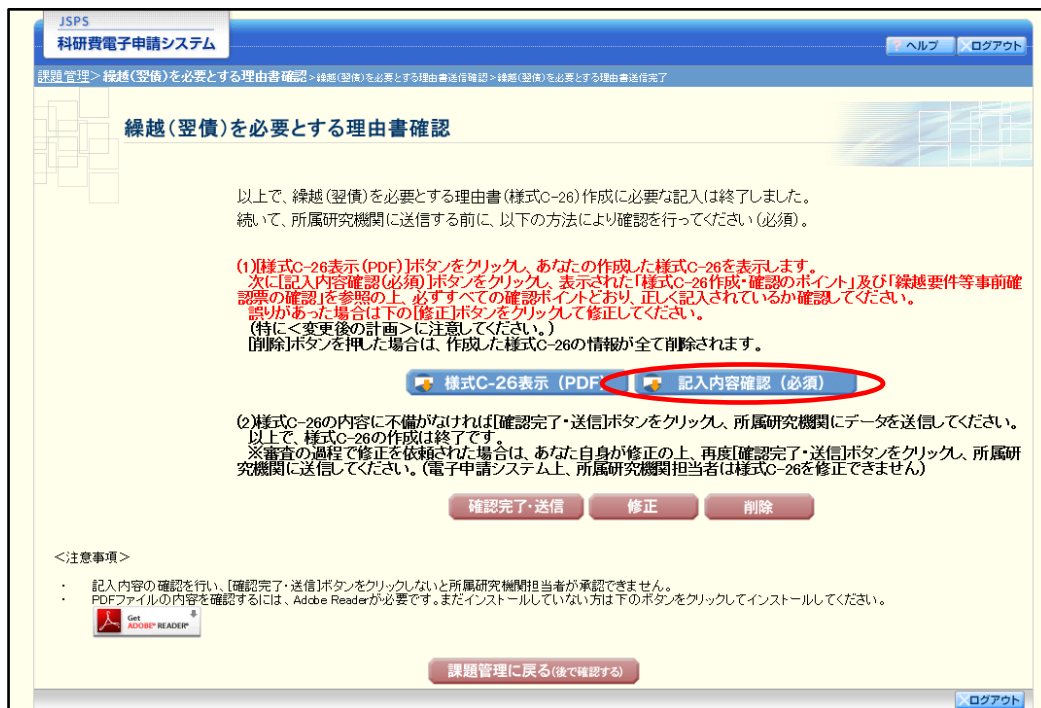 JSPS
科研費電子申請システム
ヘルプ
ログアウト
課題管理>繰越(翌債)を必要とする理由書確認>繰越(翌債)を必要とする理由書送信確認>繰越(翌債)を必要とする理由書送信完了
繰越(翌債)を必要とする理由書確認
以上で、繰越(翌債)を必要とする理由書(様式C-26)作成に必要な記入は終了しました。
続いて、所属研究機関に送信する前に、以下の方法により確認を行ってください(必須)。
(1)[様式C-26表示(PDF)]ボタンをクリックし、あなたの作成した様式C-26を表示します。
次に[記入内容確認(必須)]ボタンをクリックし、表示された「様式C-26作成・確認のポイント」及び「繰越要件等事前確
認票の確認」を参照の上、必ずすべての確認ポイントどおり、正しく記入されているか確認してください。
誤りがあった場合は下の[修正]ボタンをクリックして修正してください。
(特に<変更後の計画>に注意してください。)
[削除]ボタンを押した場合は、作成した様式C-26の情報が全て削除されます。
様式C-26表示(PDF)
記入内容確認(必須)
(2)様式C-26の内容に不備がなければ[確認完了・送信]ボタンをクリックし、所属研究機関にデータを送信してください。
以上で、様式C-26の作成は終了です。
※審査の過程で修正を依頼された場合は、あなた自身が修正の上、再度[確認完了・送信]ボタンをクリックし、所属研
究機関に送信してください。(電子申請システム上、所属研究機関担当者は様式C-26を修正できません)
確認完了・送信
修正
削除
<注意事項>
・ 記入内容の確認を行い、[確認完了・送信]ボタンをクリックしないと所属研究機関担当者が承認できません。
・ PDFファイルの内容を確認するには、Adobe Readerが必要です。まだインストールしていない方は下のボタンをクリックしてインストールしてください。
Get
ADOBE® READER®
課題管理に戻る(後で確認する)
ログアウト